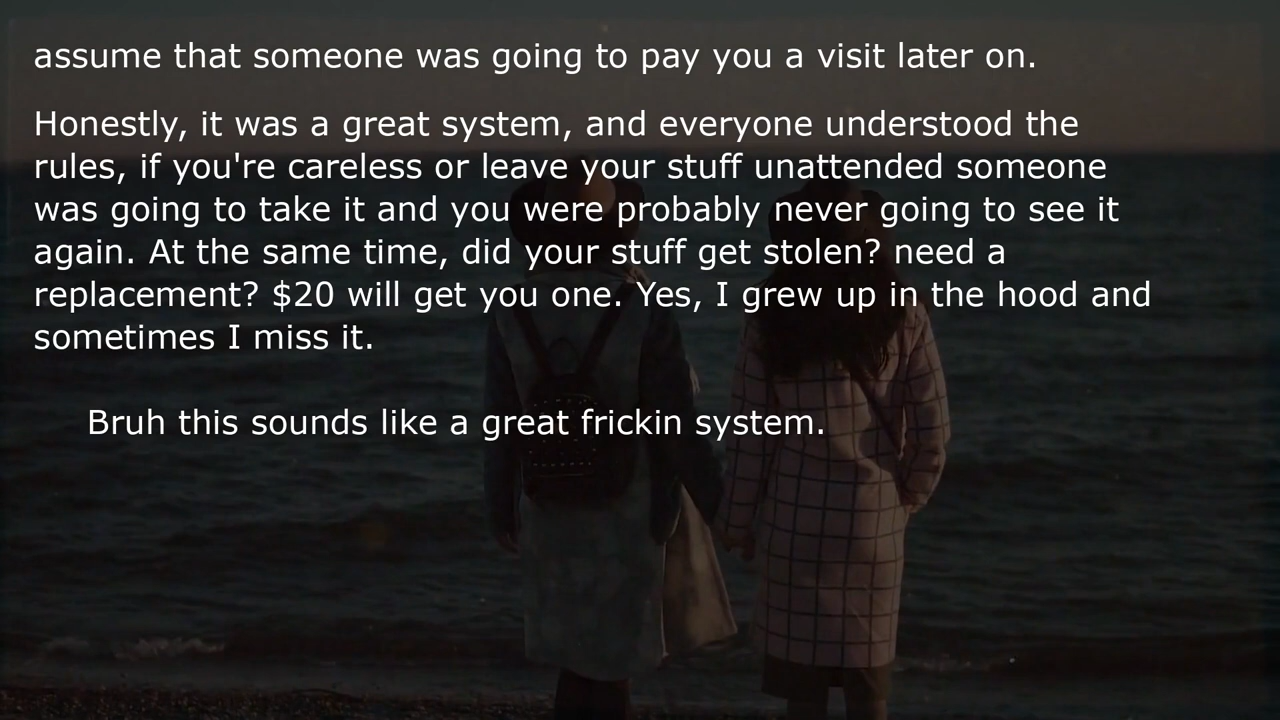 assume that someone was going to pay you a visit later on.
Honestly, it was a great system, and everyone understood the
rules, if you're careless or leave your stuff unattended someone
was going to take it and you were probably never going to see it
again. At the same time, did your stuff get stolen? need a
replacement? $20 will get you one. Yes, I grew up in the hood and
sometimes I miss it.
Bruh this sounds like a great frickin system.